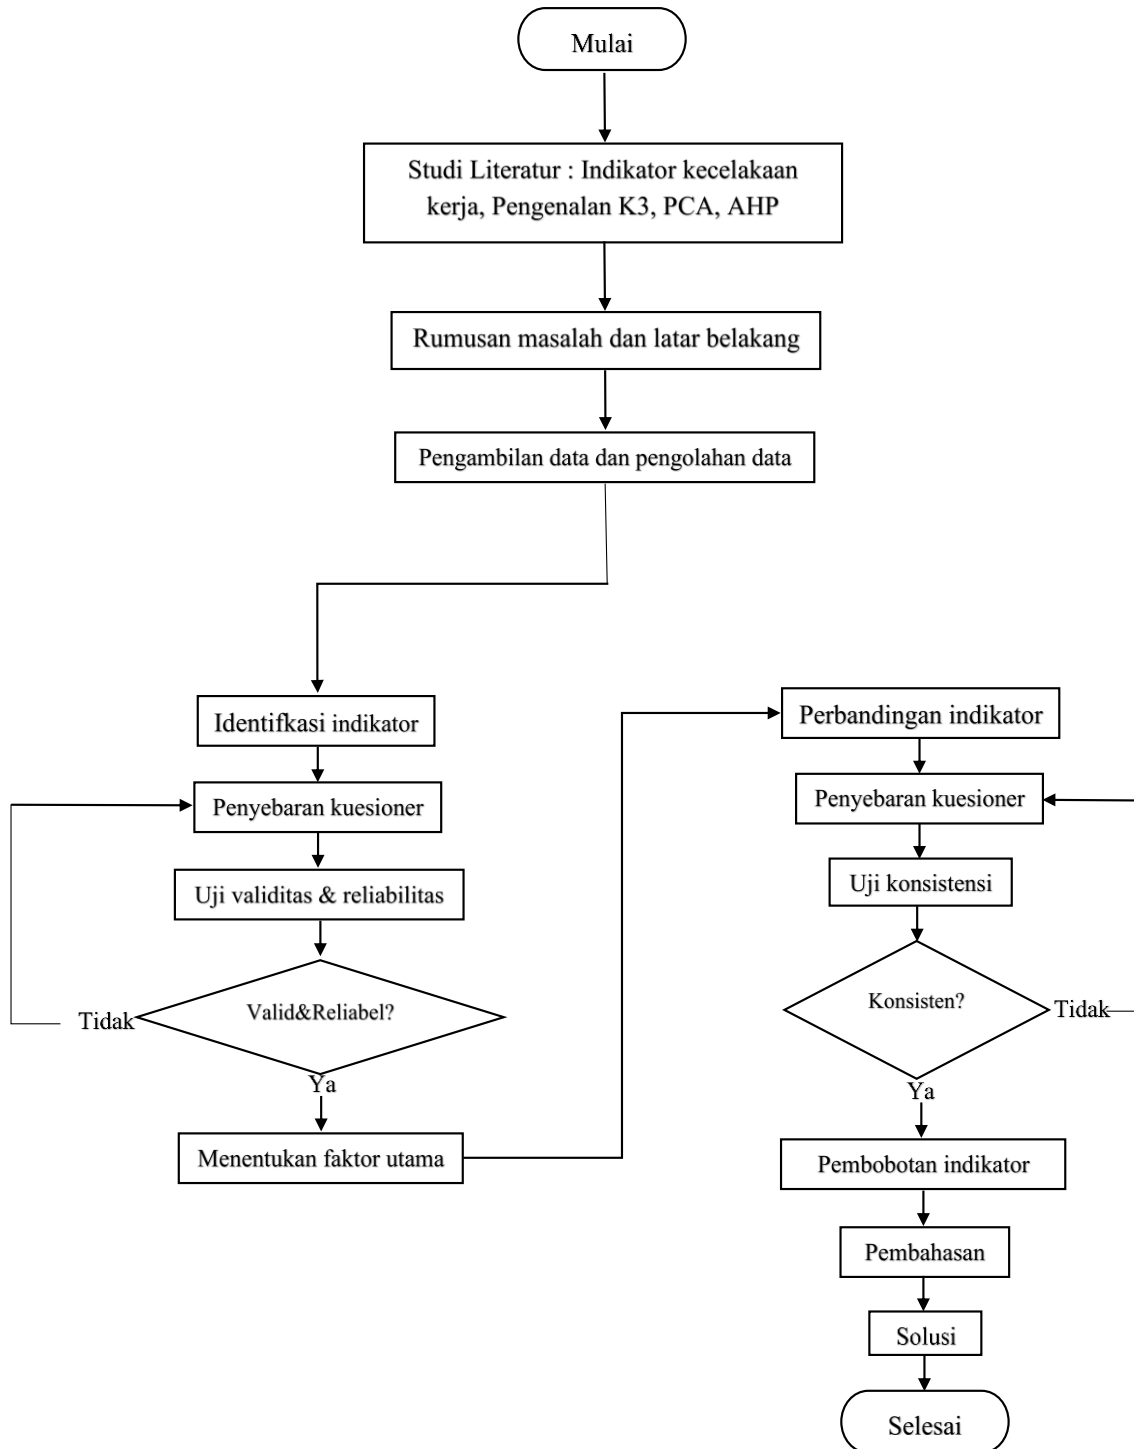 Mulai
Studi Literatur : Indikator kecelakaan
kerja, Pengenalan K3, PCA, AHP
Rumusan masalah dan latar belakang
Pengambilan data dan pengolahan data
Identifkasi indikator
Penyebaran kuesioner
Uji validitas & reliabilitas
Valid&Reliabel?
Tidak
Ya
Menentukan faktor utama
Perbandingan indikator
Penyebaran kuesioner
Uji konsistensi
Konsisten?
Tidak
Ya
Pembobotan indikator
Pembahasan
Solusi
Selesai